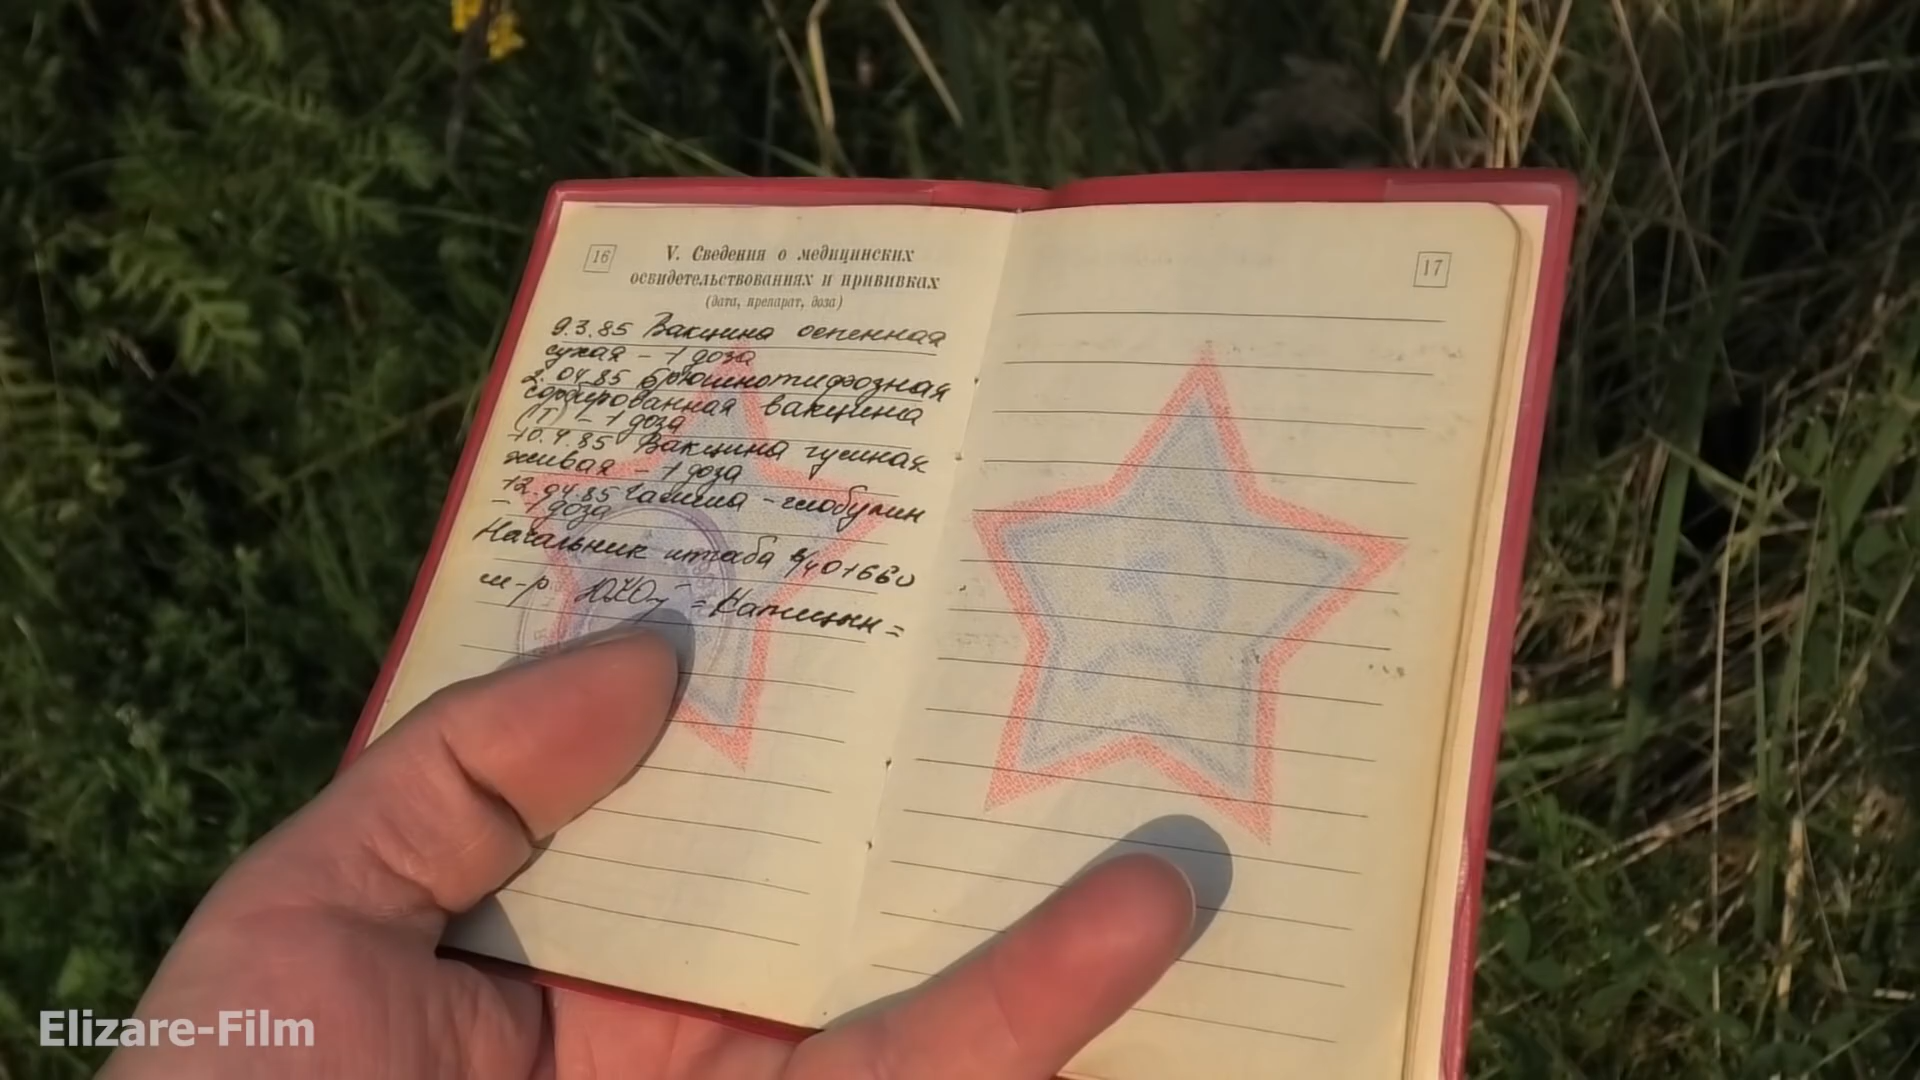 16
V. Сведения о медицинских
освидетельствованиях и прививках
(дата, препарат, доза)
17
9.3.85 Вакцина оспенная
сухая – 1 доза
2.04.85 брюшнотифозная
сорбированная вакцина
(Т) – 1 доза
10.4.85 Вакцина чумная
живая – 1 доза
12.04.85 Гамма-глобулин
– 1 доза
Начальник штаба в/ч 01660
м-р.
Elizare-Film